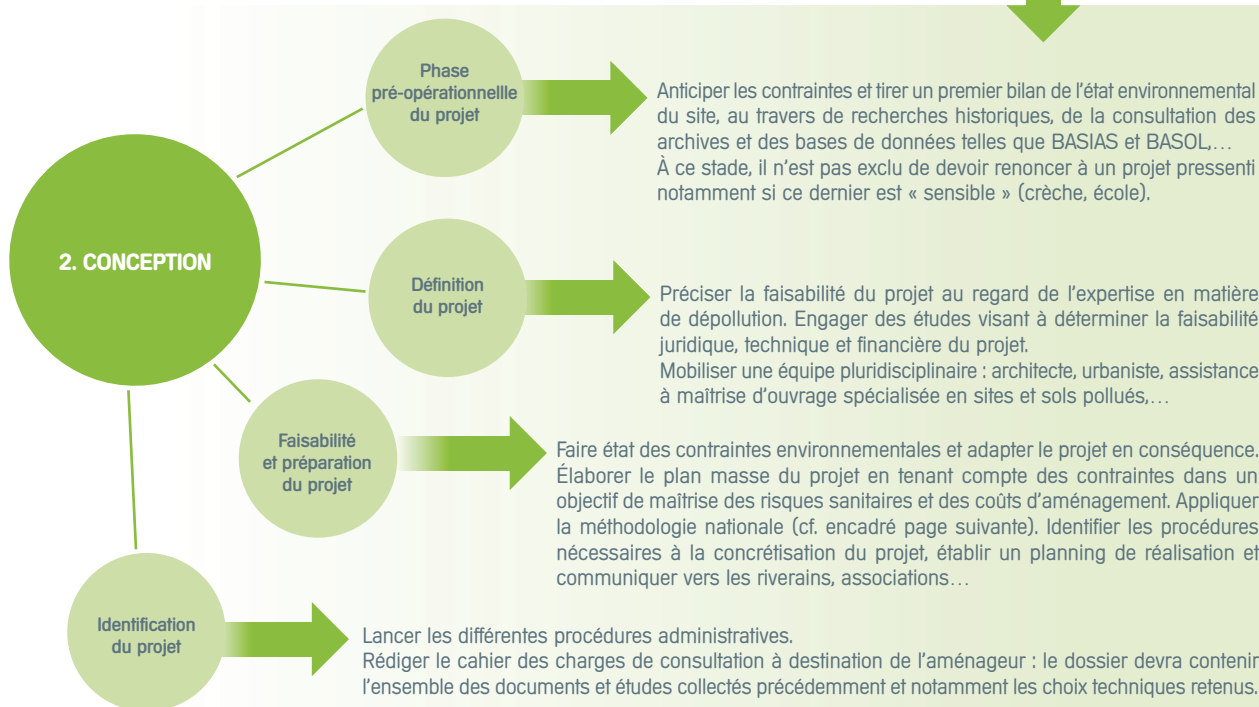 2. CONCEPTION
Phase
pré-opérationnellle
du projet
Anticiper les contraintes et tirer un premier bilan de l'état environnemental
du site, au travers de recherches historiques, de la consultation des
archives et des bases de données telles que BASIAS et BASOL,…
À ce stade, il n'est pas exclu de devoir renoncer à un projet pressenti
notamment si ce dernier est « sensible » (crèche, école).
Définition
du projet
Préciser la faisabilité du projet au regard de l'expertise en matière
de dépollution. Engager des études visant à déterminer la faisabilité
juridique, technique et financière du projet.
Mobiliser une équipe pluridisciplinaire : architecte, urbaniste, assistance
à maîtrise d'ouvrage spécialisée en sites et sols pollués,…
Faisabilité
et préparation
du projet
Faire état des contraintes environnementales et adapter le projet en conséquence.
Élaborer le plan masse du projet en tenant compte des contraintes dans un
objectif de maîtrise des risques sanitaires et des coûts d'aménagement. Appliquer
la méthodologie nationale (cf. encadré page suivante). Identifier les procédures
nécessaires à la concrétisation du projet, établir un planning de réalisation et
communiquer vers les riverains, associations…
Identification
du projet
Lancer les différentes procédures administratives.
Rédiger le cahier des charges de consultation à destination de l'aménageur : le dossier devra contenir
l'ensemble des documents et études collectés précédemment et notamment les choix techniques retenus.